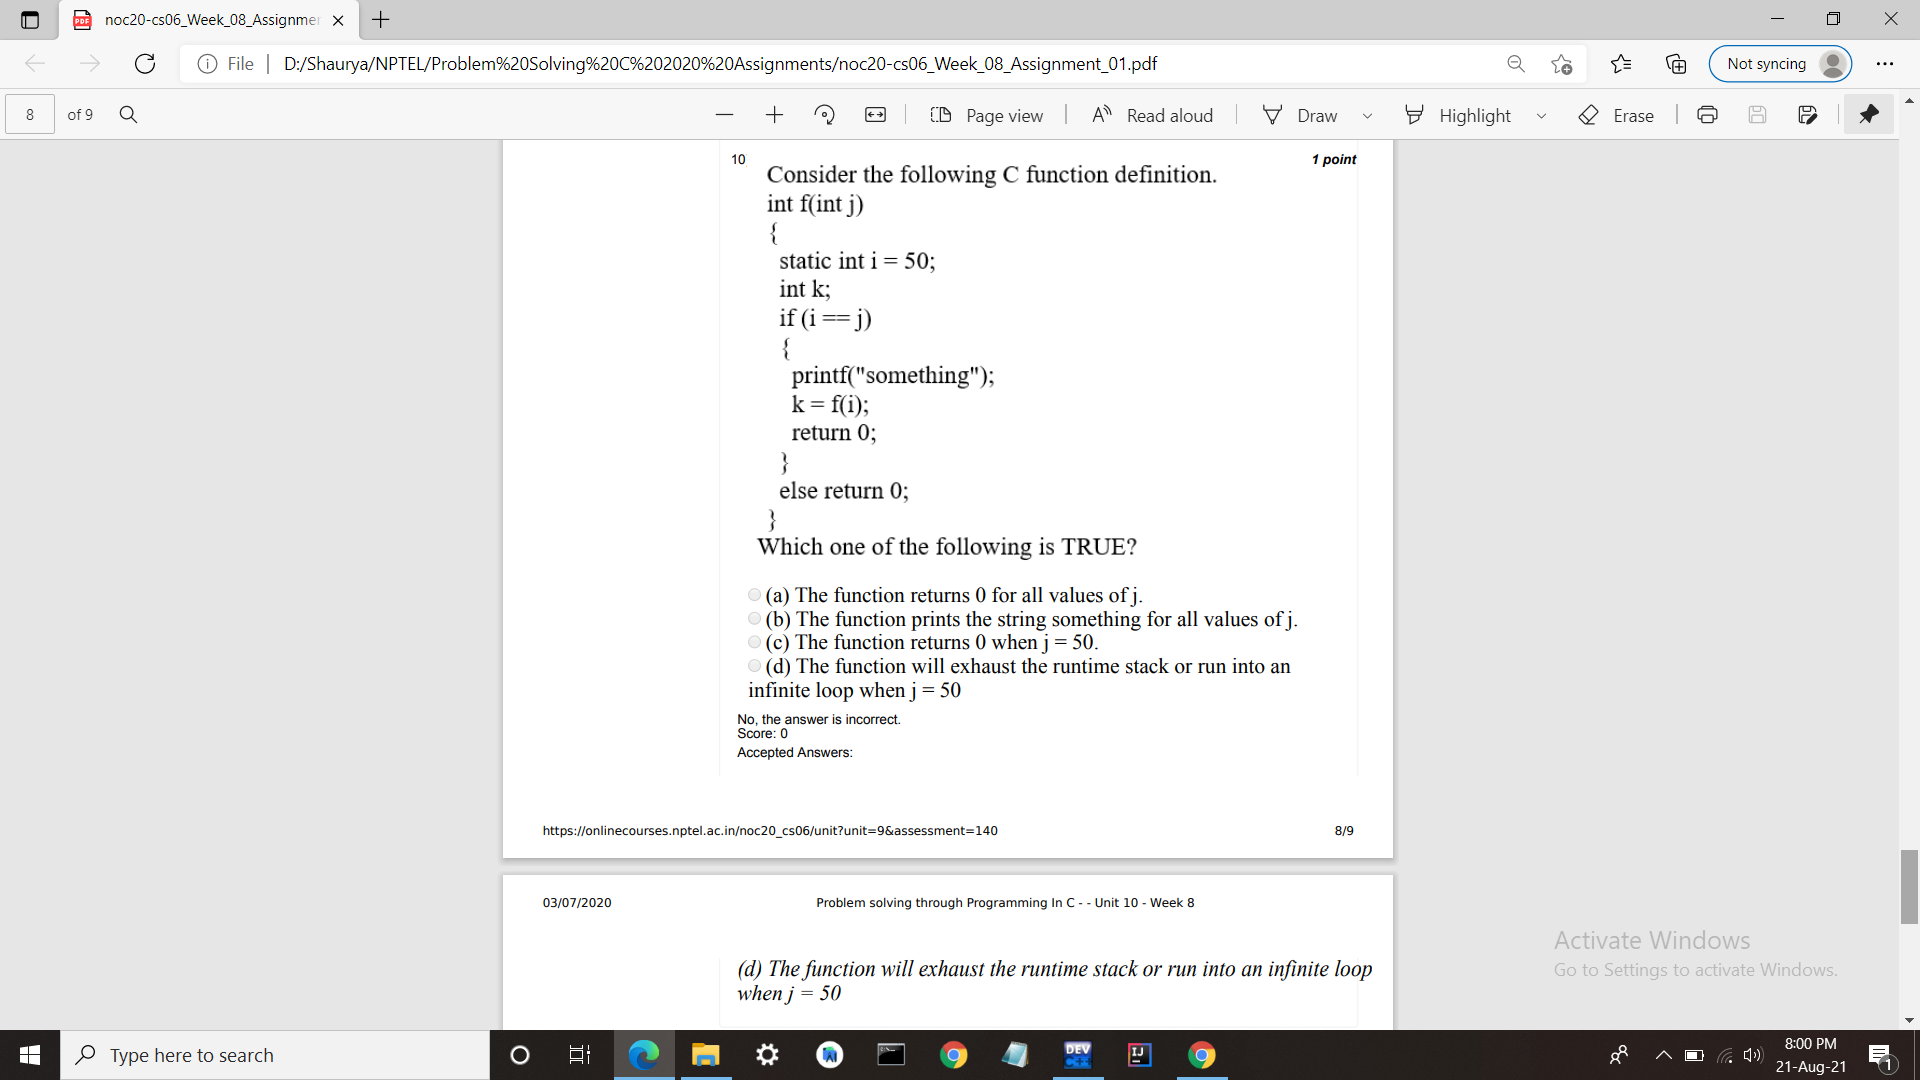 noc20-cs06_Week_08_Assignmer
File
D:/Shaurya/NPTEL/Problem%20Solving%20C%202020%20Assignments/noc20-cs06_Week_08_Assignment_01.pdf
Not syncing
8 of 9
Page view
Read aloud
Draw
Highlight
Erase
10
1 point
Consider the following C function definition.
int f(int j)
{
static int i = 50;
int k;
if (i == j)
{
printf("something");
k = f(i);
return 0;
}
else return 0;
}
Which one of the following is TRUE?
(a) The function returns 0 for all values of j.
(b) The function prints the string something for all values of j.
(c) The function returns 0 when j = 50.
(d) The function will exhaust the runtime stack or run into an
infinite loop when j = 50
No, the answer is incorrect.
Score: 0
Accepted Answers:
https://onlinecourses.nptel.ac.in/noc20_cs06/unit?unit=9&assessment=140
8/9
03/07/2020
Problem solving through Programming In C - - Unit 10 - Week 8
(d) The function will exhaust the runtime stack or run into an infinite loop
when j = 50
Activate Windows
Go to Settings to activate Windows.
Type here to search
DEV
C++
IJ
8:00 PM
21-Aug-21
1